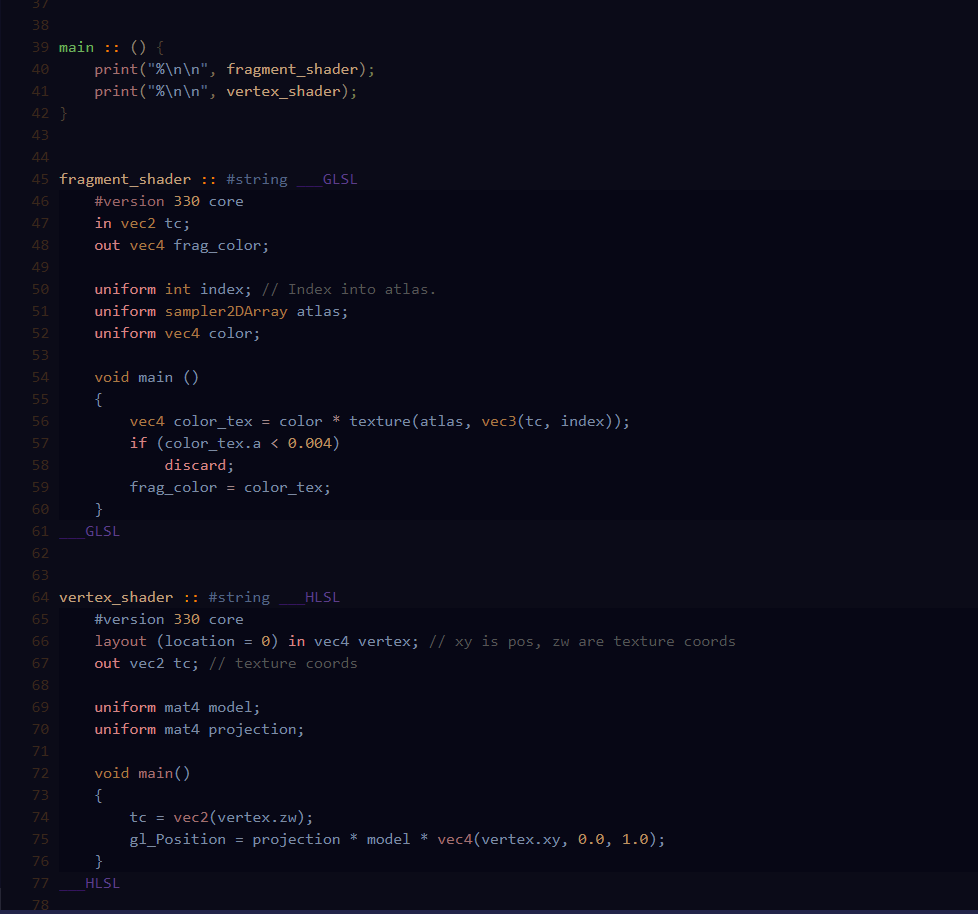 37
38
39 main :: () {
40     print("%\n\n", fragment_shader);
41     print("%\n\n", vertex_shader);
42 }
43
44
45 fragment_shader :: #string ___GLSL
46     #version 330 core
47     in vec2 tc;
48     out vec4 frag_color;
49
50     uniform int index; // Index into atlas.
51     uniform sampler2DArray atlas;
52     uniform vec4 color;
53
54     void main ()
55     {
56         vec4 color_tex = color * texture(atlas, vec3(tc, index));
57         if (color_tex.a < 0.004)
58             discard;
59         frag_color = color_tex;
60     }
61 ___GLSL
62
63
64 vertex_shader :: #string ___HLSL
65     #version 330 core
66     layout (location = 0) in vec4 vertex; // xy is pos, zw are texture coords
67     out vec2 tc; // texture coords
68
69     uniform mat4 model;
70     uniform mat4 projection;
71
72     void main()
73     {
74         tc = vec2(vertex.zw);
75         gl_Position = projection * model * vec4(vertex.xy, 0.0, 1.0);
76     }
77 ___HLSL
78